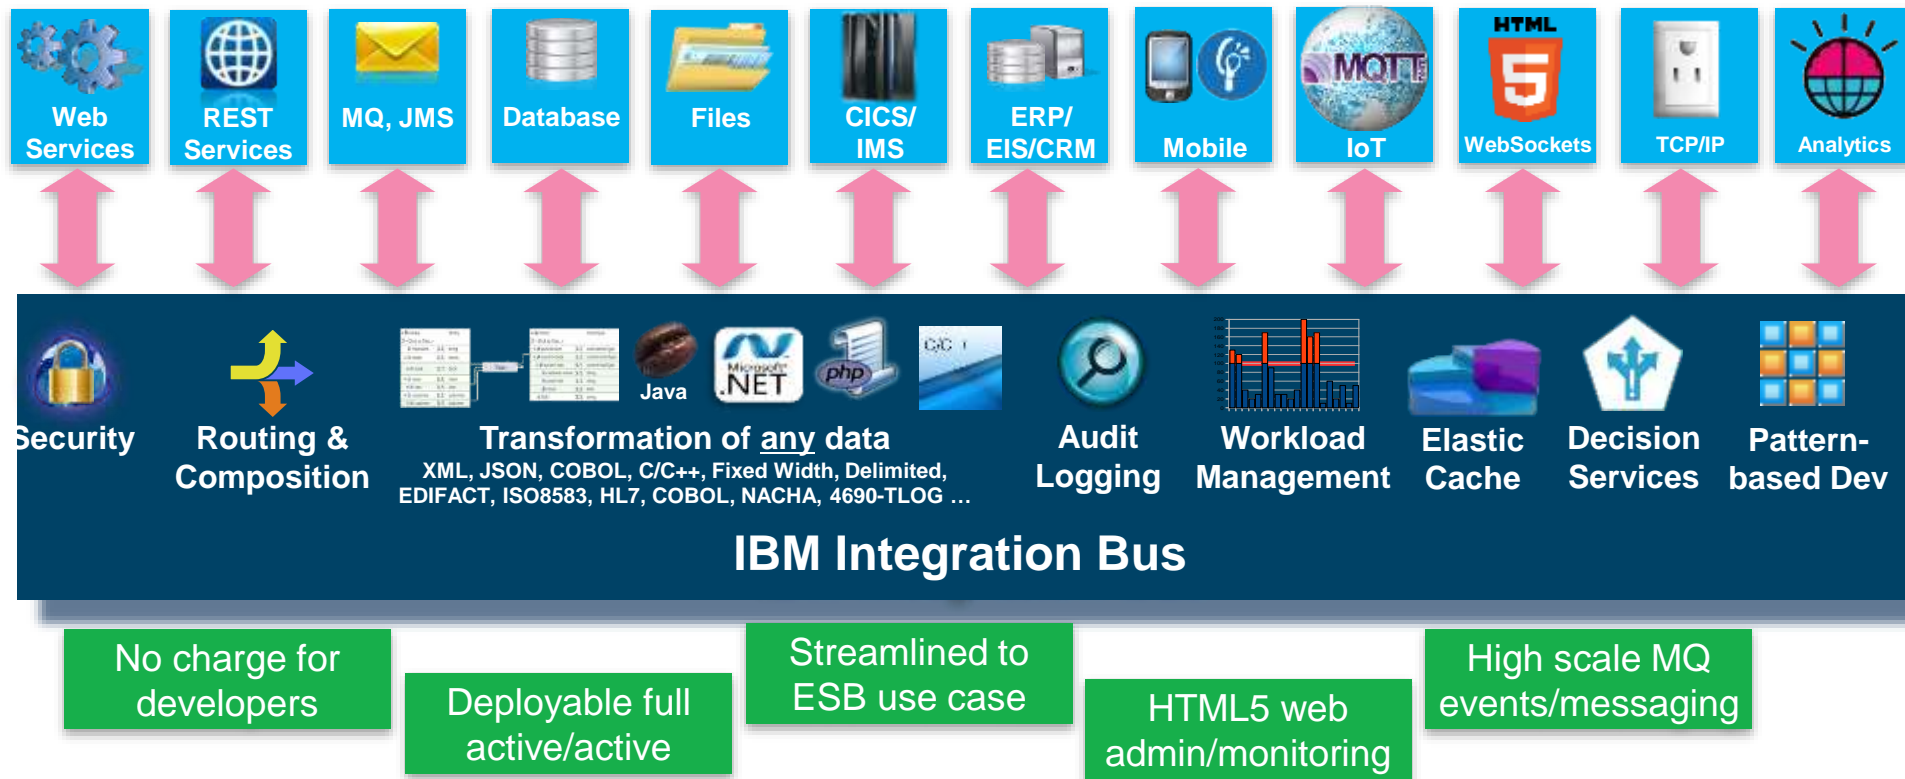 Web
Services
REST
Services
MQ, JMS
Database
Files
CICS/
IMS
ERP/
EIS/CRM
Mobile
MQTT
IoT
HTML
5
WebSockets
TCP/IP
Analytics
Security
Routing &
Composition
Java
Microsoft
.NET
php
Transformation of any data
XML, JSON, COBOL, C/C++, Fixed Width, Delimited,
EDIFACT, ISO8583, HL7, COBOL, NACHA, 4690-TLOG ...
Audit
Logging
Workload
Management
Elastic
Cache
Decision
Services
Pattern-
based Dev
IBM Integration Bus
No charge for
developers
Deployable full
active/active
Streamlined to
ESB use case
HTML5 web
admin/monitoring
High scale MQ
events/messaging